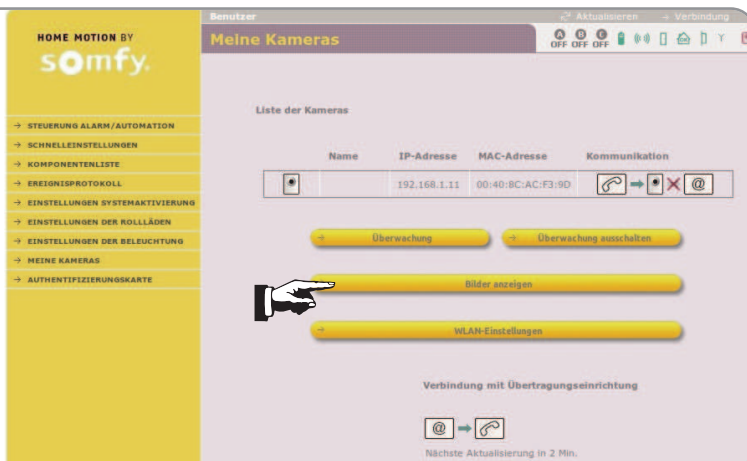 Benutzer
Aktualisieren → Verbindung
HOME MOTION BY
somfy.
Meine Kameras
A B C
OFF OFF OFF
Liste der Kameras
→ STEUERUNG ALARM/AUTOMATION
→ SCHNELLEINSTELLUNGEN
→ KOMPONENTENLISTE
→ EREIGNISPROTOKOLL
→ EINSTELLUNGEN SYSTEMAKTIVIERUNG
→ EINSTELLUNGEN DER ROLLLÄDEN
→ EINSTELLUNGEN DER BELEUCHTUNG
→ MEINE KAMERAS
→ AUTHENTIFIZIERUNGSKARTE
Name IP-Adresse MAC-Adresse Kommunikation
192.168.1.11 00:40:8C:AC:F3:9D @
→ Überwachung → Überwachung ausschalten
Bilder anzeigen
→ WLAN-Einstellungen
Verbindung mit Übertragungseinrichtung
@
Nächste Aktualisierung in 2 Min.